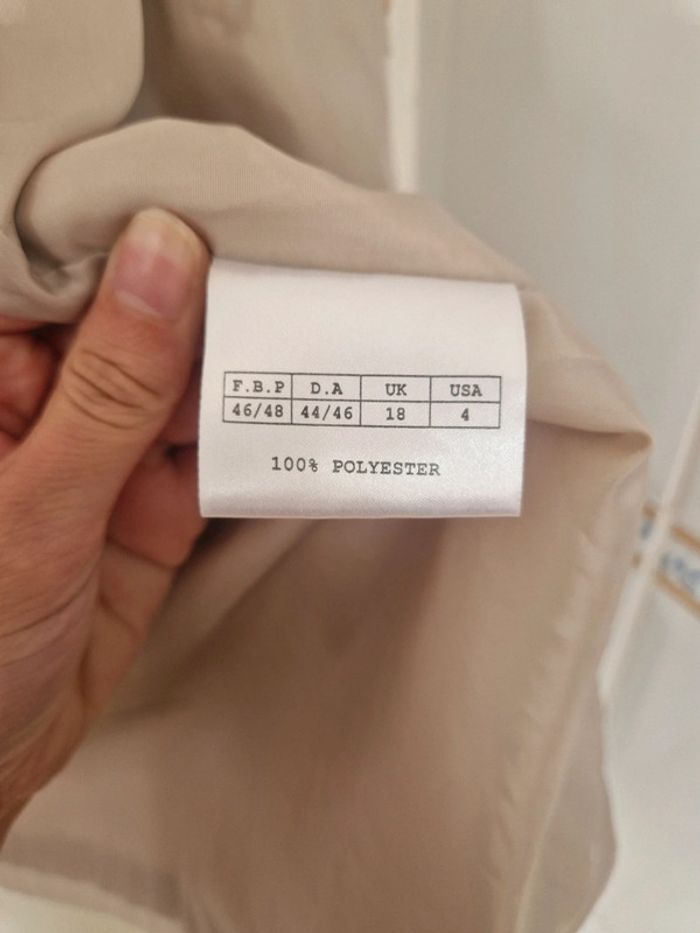 F.B.P D.A UK USA
46/48 44/46 18 4
100% POLYESTER